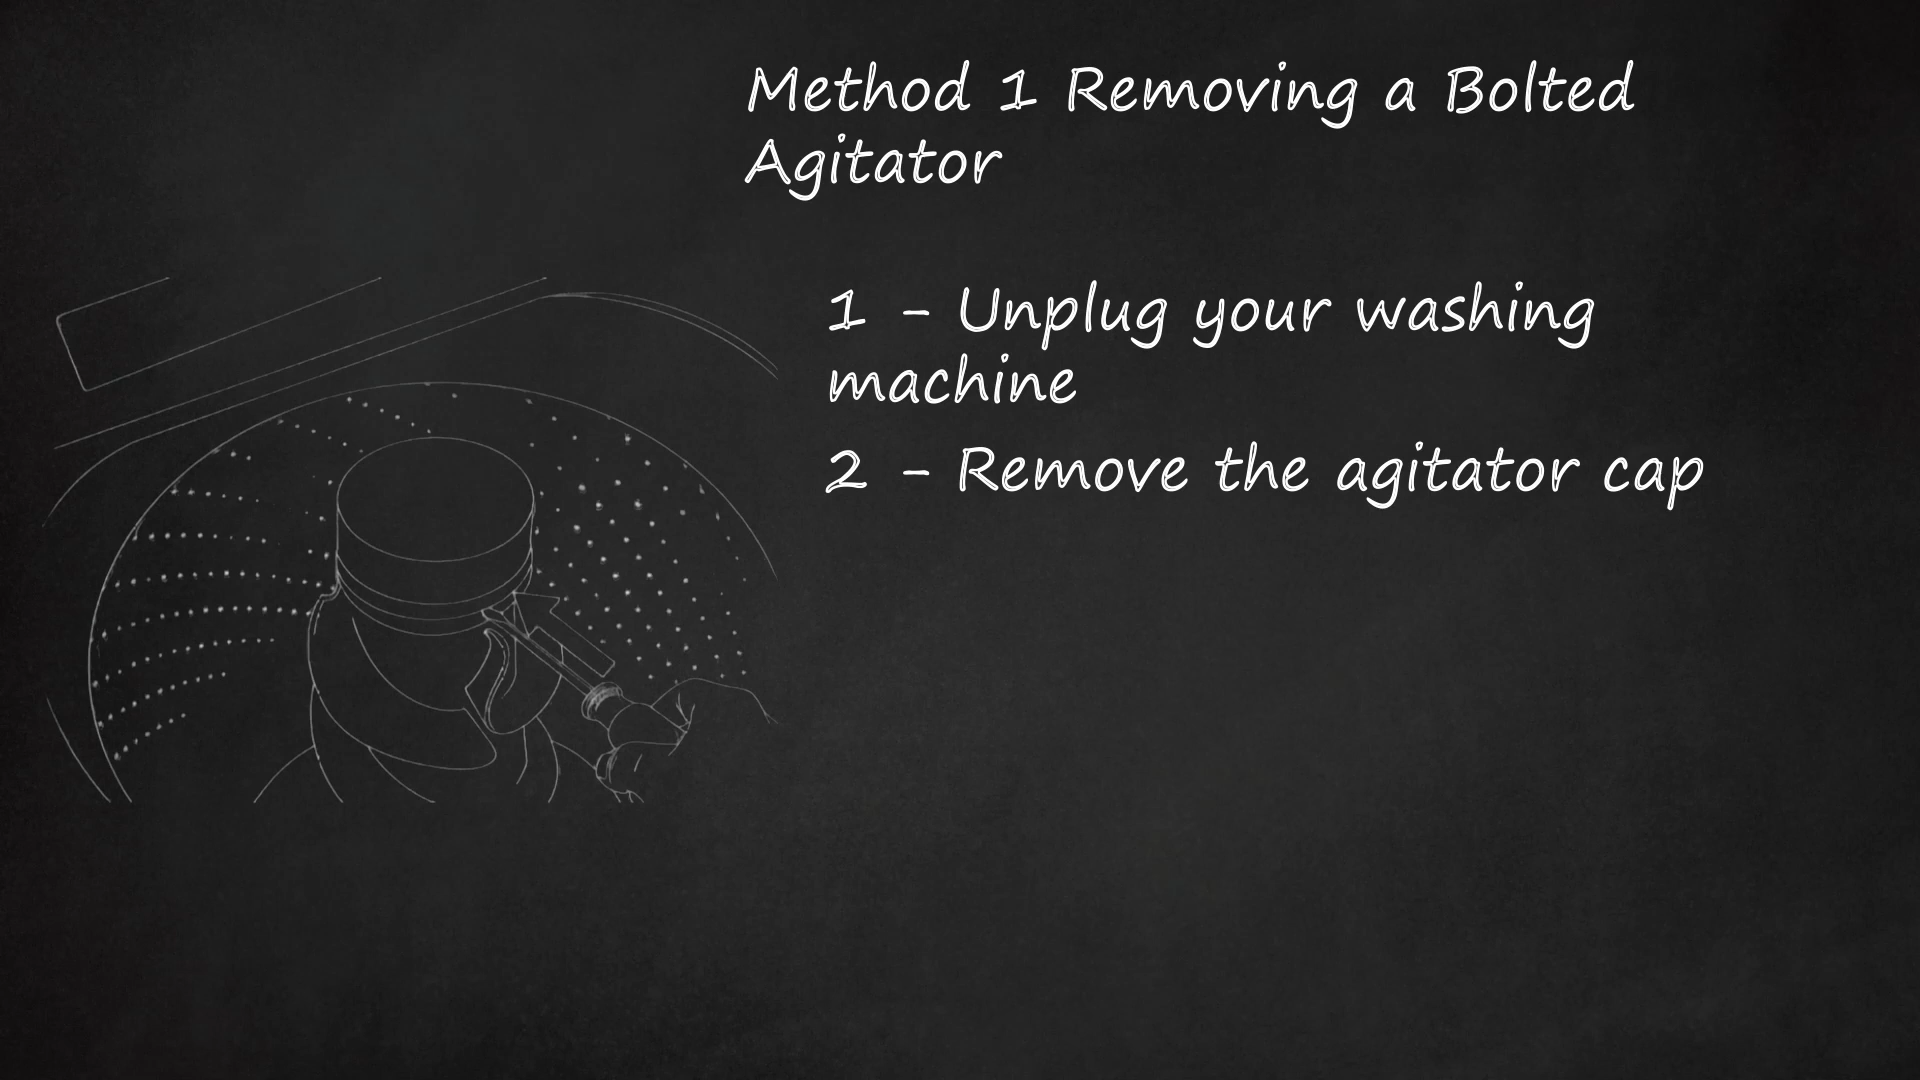 Method 1 Removing a Bolted
Agitator
1 - Unplug your washing
machine
2 - Remove the agitator cap